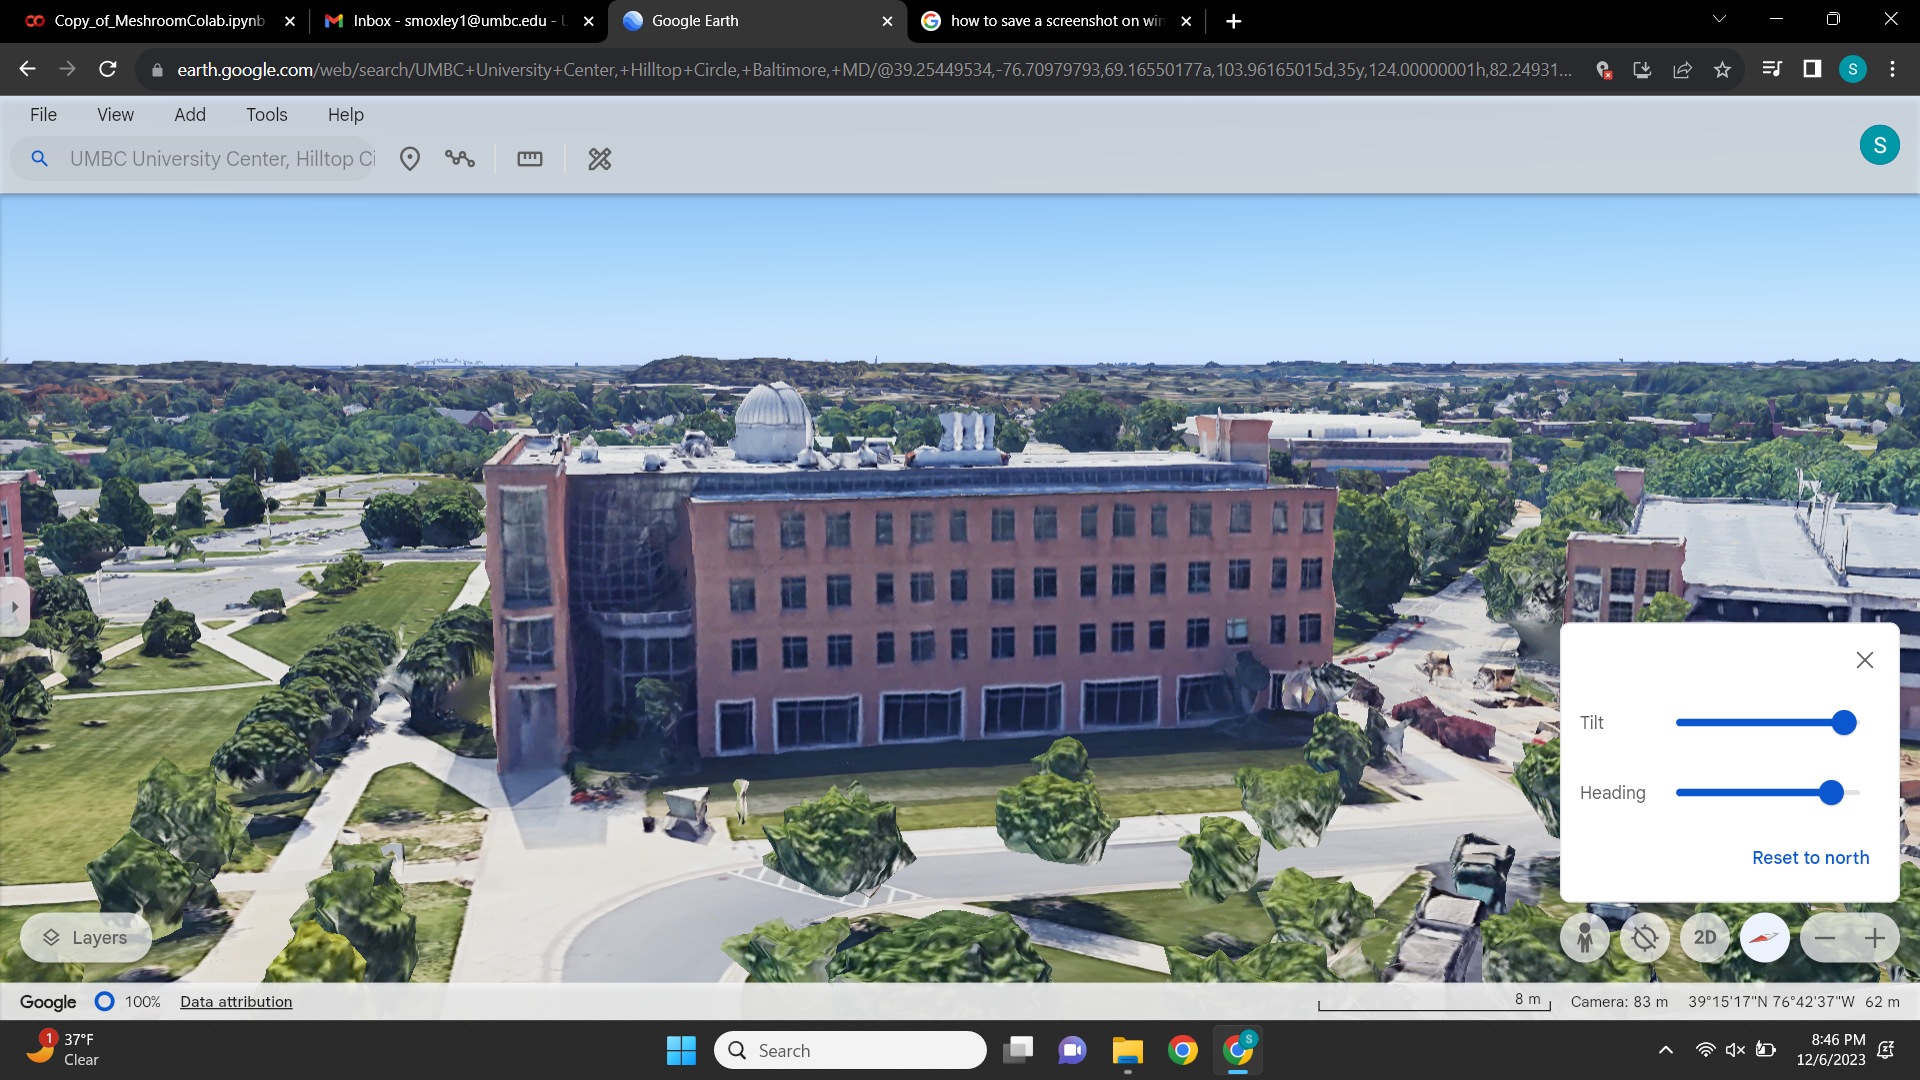 Copy_of_MeshroomColab.ipynb
Inbox - smoxley1@umbc.edu - U
Google Earth
how to save a screenshot on win
earth.google.com/web/search/UMBC+University+Center,+Hilltop+Circle,+Baltimore,+MD/@39.25449534,-76.70979793,69.16550177a,103.96165015d,35y,124.00000001h,82.24931...
S
File View Add Tools Help
UMBC University Center, Hilltop Ci
S
Tilt
Heading
Reset to north
Layers
2D
Google 100% Data attribution
8 m
Camera: 83 m 39°15'17"N 76°42'37"W 62 m
1
37°F
Clear
Search
S
8:46 PM
12/6/2023